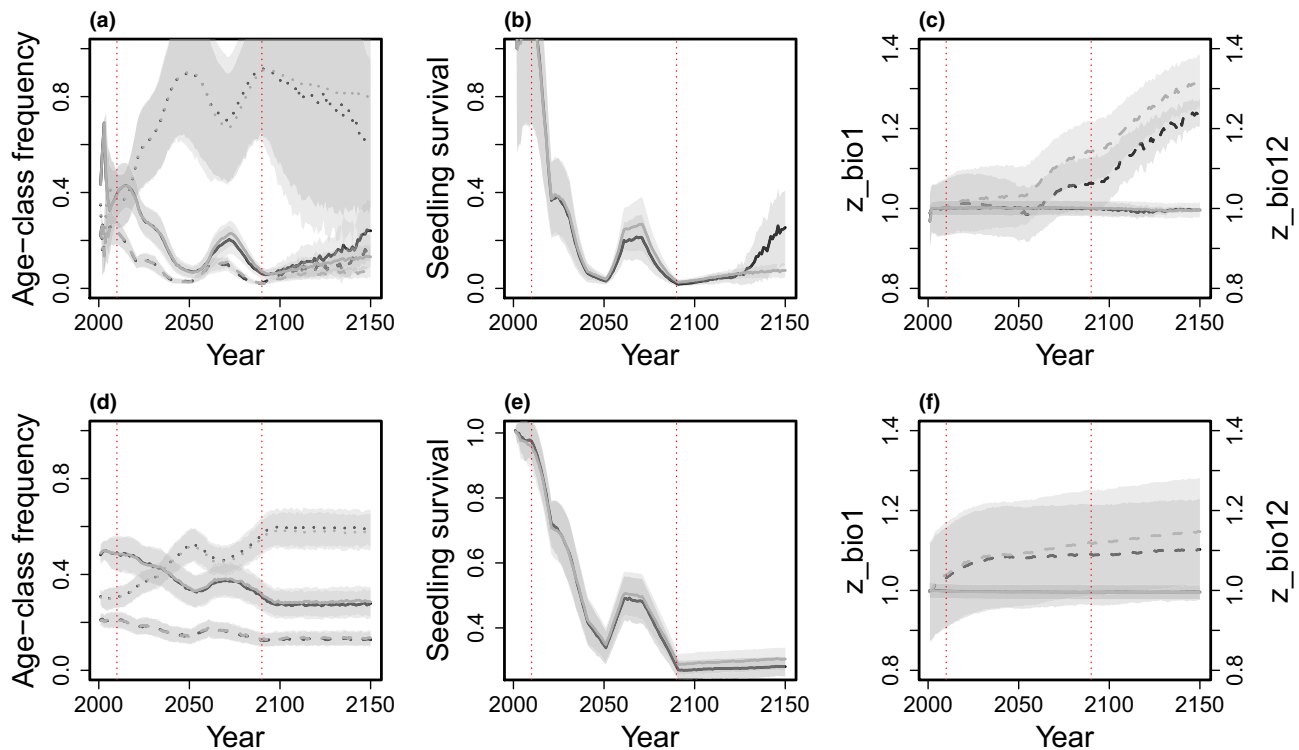 (a)
Age−class frequency
0.0 0.4 0.8
2000 2050 2100 2150
Year
(b)
Seedling survival
0.0 0.4 0.8
2000 2050 2100 2150
Year
(c)
z_bio1
0.8 1.0 1.2 1.4
z_bio12
0.8 1.0 1.2 1.4
2000 2050 2100 2150
Year
(d)
Age−class frequency
0.0 0.4 0.8
2000 2050 2100 2150
Year
(e)
Seedling survival
0.4 0.6 0.8 1.0
2000 2050 2100 2150
Year
(f)
z_bio1
0.8 1.0 1.2 1.4
z_bio12
0.8 1.0 1.2 1.4
2000 2050 2100 2150
Year